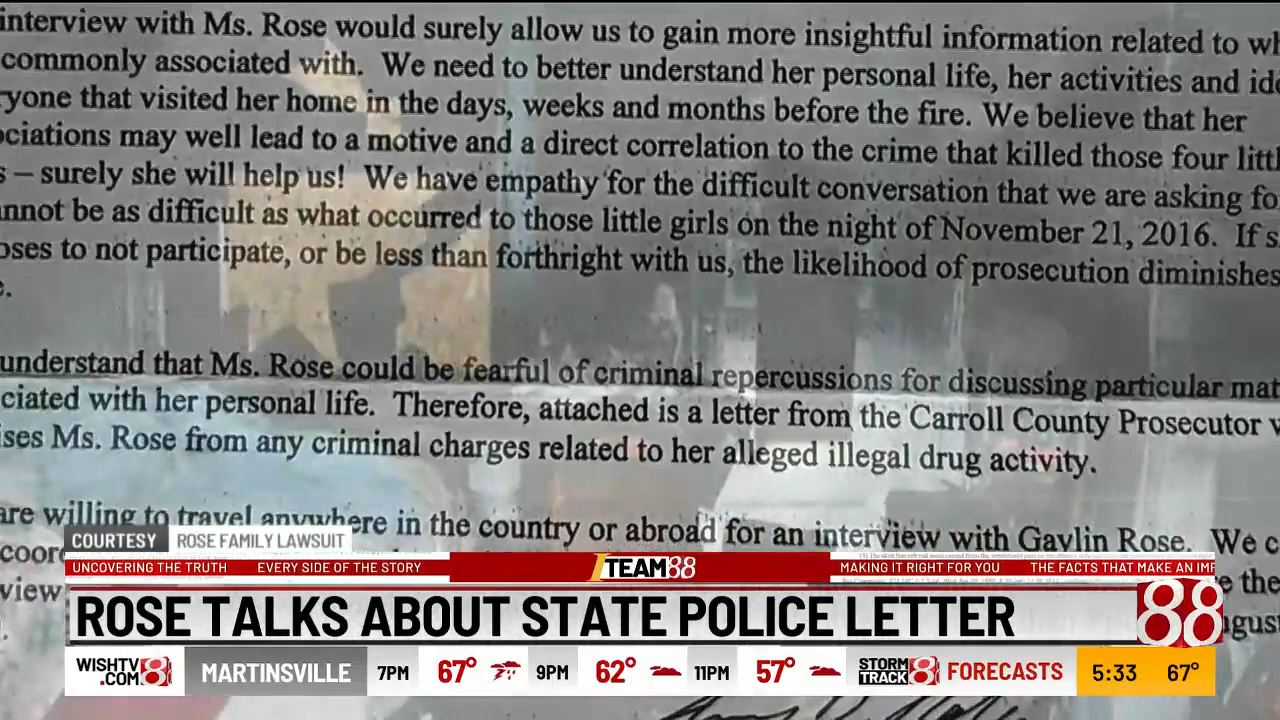 interview with Ms. Rose would surely allow us to gain more insightful information related to wh
commonly associated with. We need to better understand her personal life, her activities and ide
ryone that visited her home in the days, weeks and months before the fire. We believe that her
ociations may well lead to a motive and a direct correlation to the crime that killed those four littl
s – surely she will help us! We have empathy for the difficult conversation that we are asking fo
annot be as difficult as what occurred to those little girls on the night of November 21, 2016. If s
oses to not participate, or be less than forthright with us, the likelihood of prosecution diminishes
e.
understand that Ms. Rose could be fearful of criminal repercussions for discussing particular mat
ciated with her personal life. Therefore, attached is a letter from the Carroll County Prosecutor w
ises Ms. Rose from any criminal charges related to her alleged illegal drug activity.
are willing to travel anywhere in the country or abroad for an interview with Gaylin Rose. We c
coor
view
e the
ugust
COURTESY ROSE FAMILY LAWSUIT
UNCOVERING THE TRUTH EVERY SIDE OF THE STORY ITEAM88 MAKING IT RIGHT FOR YOU THE FACTS THAT MAKE AN IMP
ROSE TALKS ABOUT STATE POLICE LETTER 88
WISHTV.COM 8 MARTINSVILLE 7PM 67° 9PM 62° 11PM 57° STORM TRACK 8 FORECASTS 5:33 67°